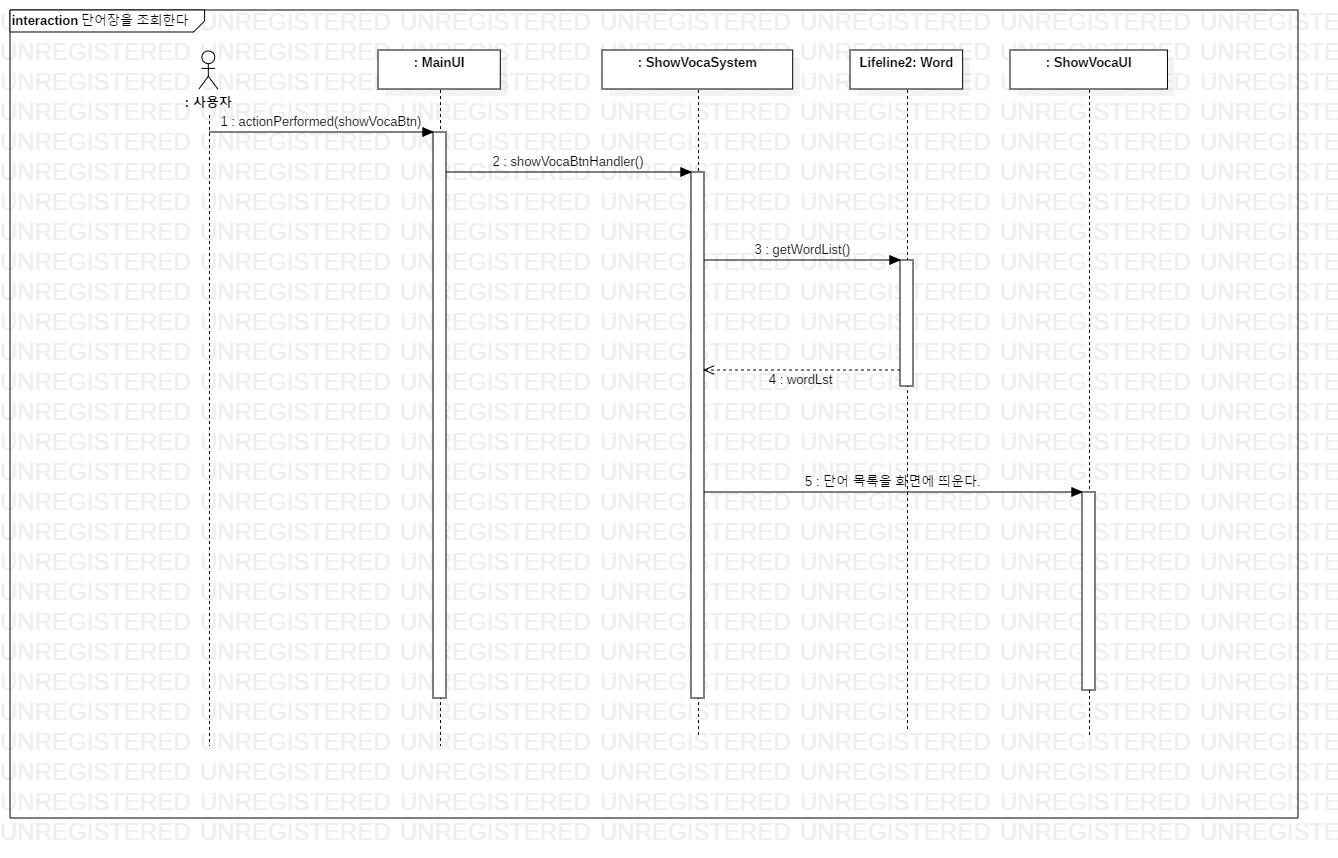 interaction 단어장을 조회한다
: 사용자
: MainUI
: ShowVocaSystem
Lifeline2: Word
: ShowVocaUI
1 : actionPerformed(showVocaBtn)
2 : showVocaBtnHandler()
3 : getWordList()
4 : wordLst
5 : 단어 목록을 화면에 띄운다.
UNREGISTERED